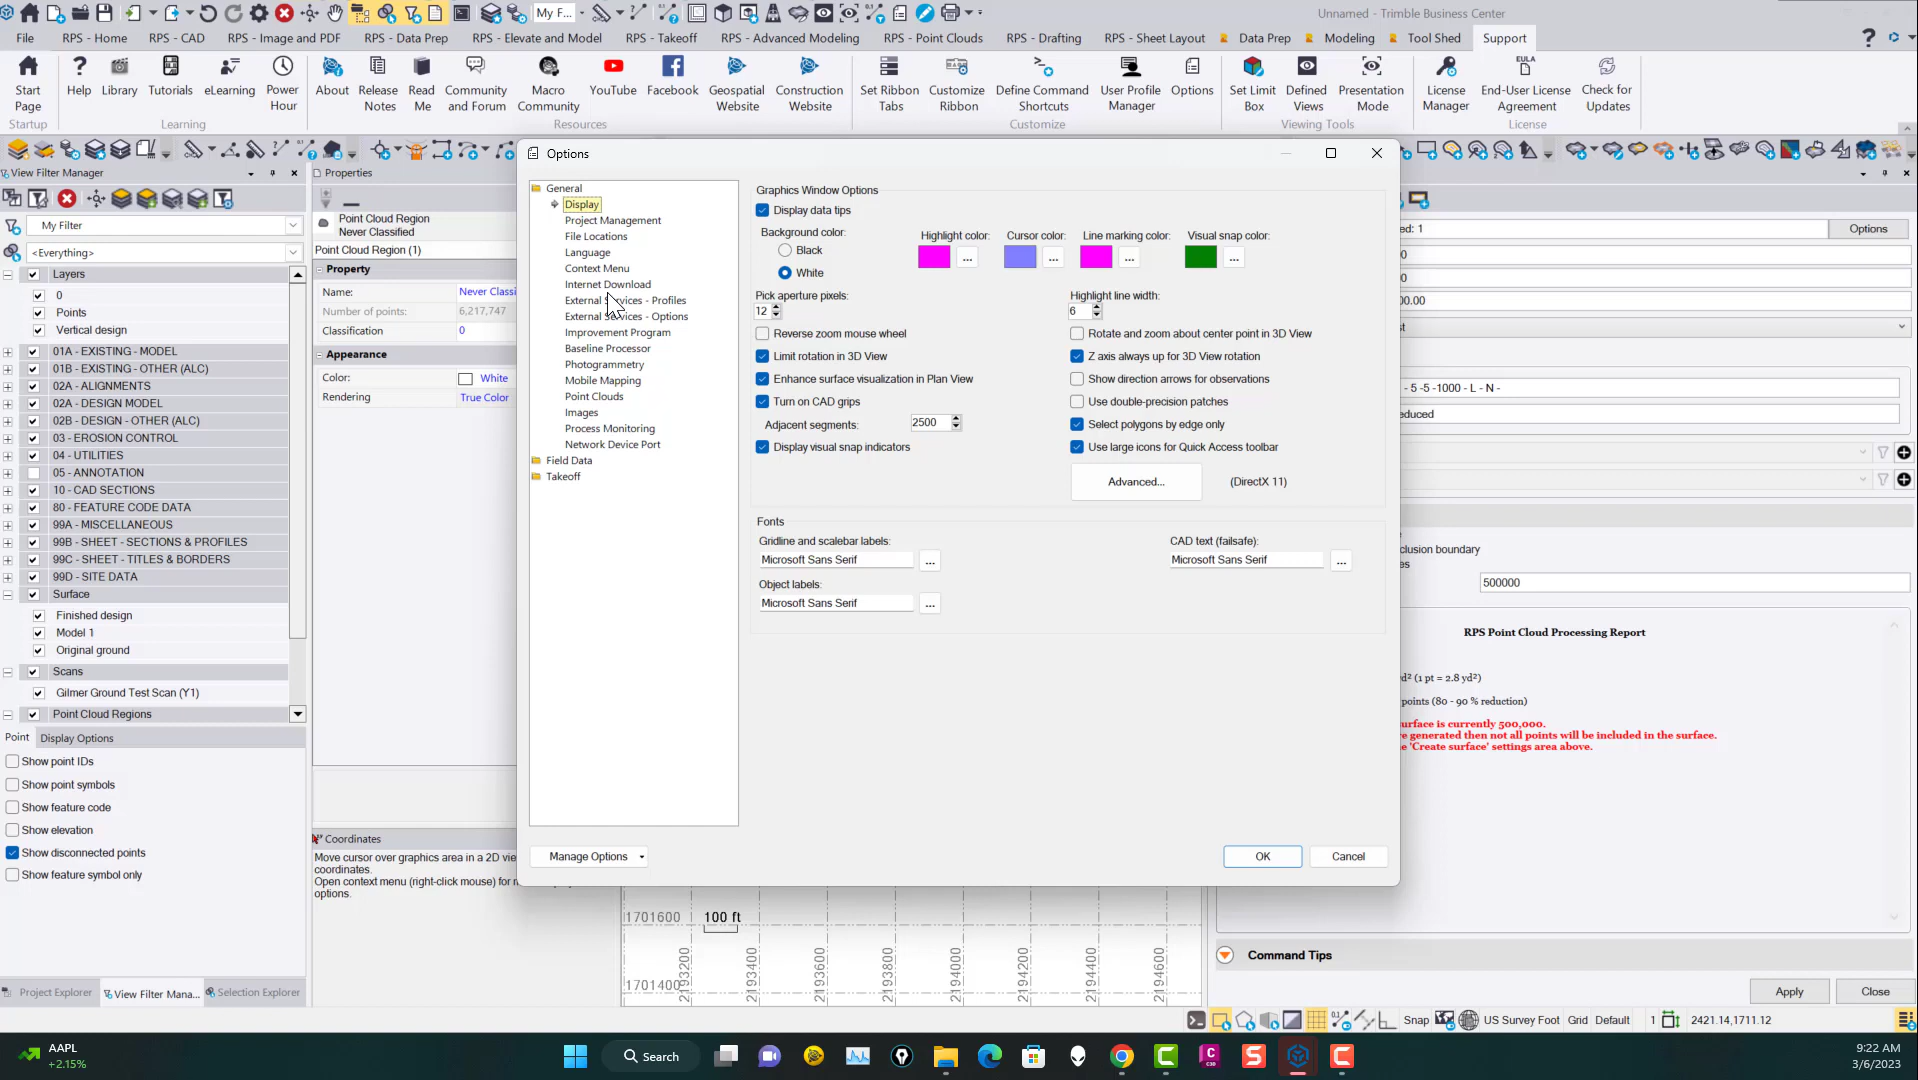 My F...
Unnamed - Trimble Business Center
File
RPS - Home
RPS - CAD
RPS - Image and PDF
RPS - Data Prep
RPS - Elevate and Model
RPS - Takeoff
RPS - Advanced Modeling
RPS - Point Clouds
RPS - Drafting
RPS - Sheet Layout
Data Prep
Modeling
Tool Shed
Support
Start Page
Help
Library
Tutorials
eLearning
Power Hour
About
Release Notes
Read Me
Community and Forum
Macro Community
YouTube
Facebook
Geospatial Website
Construction Website
Set Ribbon Tabs
Customize Ribbon
Define Command Shortcuts
User Profile Manager
Options
Set Limit Box
Defined Views
Presentation Mode
License Manager
EULA
End-User License Agreement
Check for Updates
Startup
Learning
Resources
Customize
Viewing Tools
License
View Filter Manager
My Filter
<Everything>
Layers
0
Points
Vertical design
01A - EXISTING - MODEL
01B - EXISTING - OTHER (ALC)
02A - ALIGNMENTS
02A - DESIGN MODEL
02B - DESIGN - OTHER (ALC)
03 - EROSION CONTROL
04 - UTILITIES
05 - ANNOTATION
10 - CAD SECTIONS
80 - FEATURE CODE DATA
99A - MISCELLANEOUS
99B - SHEET - SECTIONS & PROFILES
99C - SHEET - TITLES & BORDERS
99D - SITE DATA
Surface
Finished design
Model 1
Original ground
Scans
Gilmer Ground Test Scan (Y1)
Point Cloud Regions
Point
Display Options
Show point IDs
Show point symbols
Show feature code
Show elevation
Show disconnected points
Show feature symbol only
Project Explorer
View Filter Mana...
Selection Explorer
Properties
Point Cloud Region
Never Classified
Point Cloud Region (1)
Property
Name:
Never Classi
Number of points:
6,217,747
Classification
0
Appearance
Color:
White
Rendering
True Color
Coordinates
Move cursor over graphics area in a 2D vie
coordinates.
Open context menu (right-click mouse) for m
options.
Options
General
Display
Project Management
File Locations
Language
Context Menu
Internet Download
External Services - Profiles
External Services - Options
Improvement Program
Baseline Processor
Photogrammetry
Mobile Mapping
Point Clouds
Images
Process Monitoring
Network Device Port
Field Data
Takeoff
Graphics Window Options
Display data tips
Background color:
Black
White
Highlight color:
Cursor color:
Line marking color:
Visual snap color:
...
...
...
...
Pick aperture pixels:
12
Highlight line width:
6
Reverse zoom mouse wheel
Rotate and zoom about center point in 3D View
Limit rotation in 3D View
Z axis always up for 3D View rotation
Enhance surface visualization in Plan View
Show direction arrows for observations
Turn on CAD grips
Use double-precision patches
Adjacent segments:
2500
Select polygons by edge only
Display visual snap indicators
Use large icons for Quick Access toolbar
Advanced...
(DirectX 11)
Fonts
Gridline and scalebar labels:
Microsoft Sans Serif
...
CAD text (failsafe):
Microsoft Sans Serif
...
Object labels:
Microsoft Sans Serif
...
Manage Options
OK
Cancel
1701600
100 ft
1701400
2193200
2193400
2193600
2193800
2194000
2194200
2194400
2194600
ed: 1
Options
00.00
- 5 -5 -1000 - L - N -
educed
clusion boundary
500000
RPS Point Cloud Processing Report
yd² (1 pt = 2.8 yd²)
points (80 - 90 % reduction)
urface is currently 500,000.
re generated then not all points will be included in the surface.
e 'Create surface' settings area above.
Command Tips
Apply
Close
Snap
US Survey Foot
Grid
Default
1
2421.14,1711.12
AAPL
+2.15%
Search
9:22 AM
3/6/2023